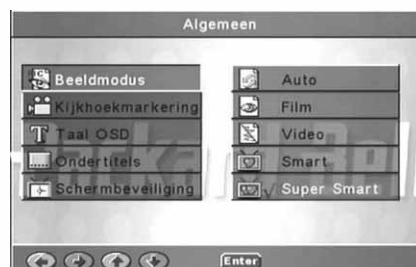 Algemeen
Beeldmodus
Kijkhoekmarkering
Taal OSD
Ondertitels
Schermbeveiliging
Auto
Film
Video
Smart
Super Smart
Enter